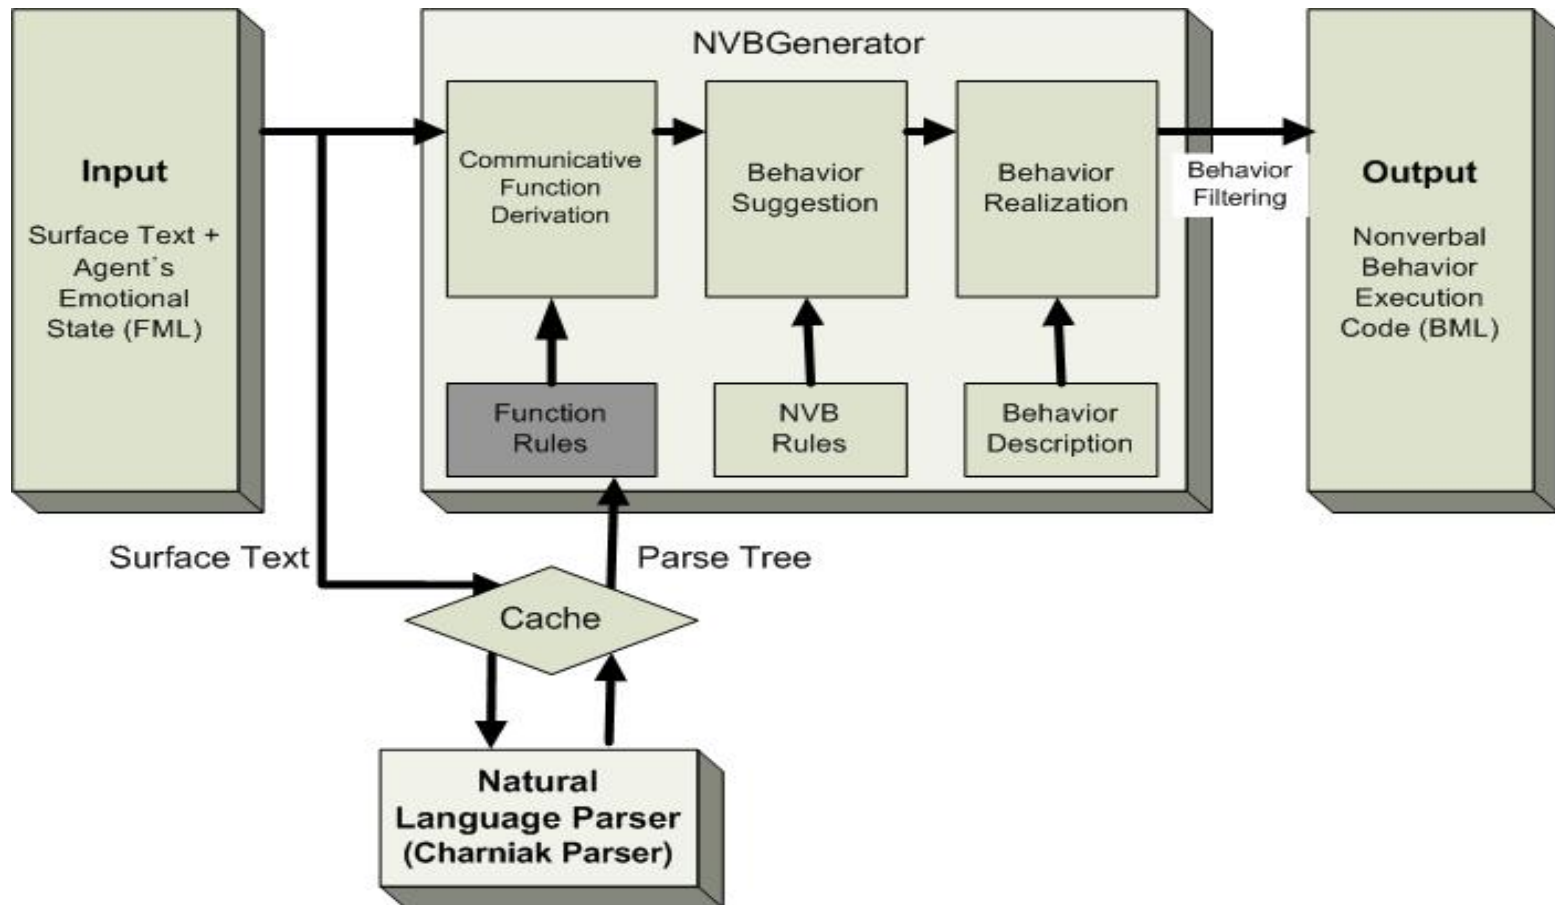 Input
Surface Text +
Agent`s
Emotional
State (FML)
NVBGenerator
Communicative
Function
Derivation
Behavior
Suggestion
Behavior
Realization
Function
Rules
NVB
Rules
Behavior
Description
Behavior
Filtering
Output
Nonverbal
Behavior
Execution
Code (BML)
Surface Text
Parse Tree
Cache
Natural
Language Parser
(Charniak Parser)